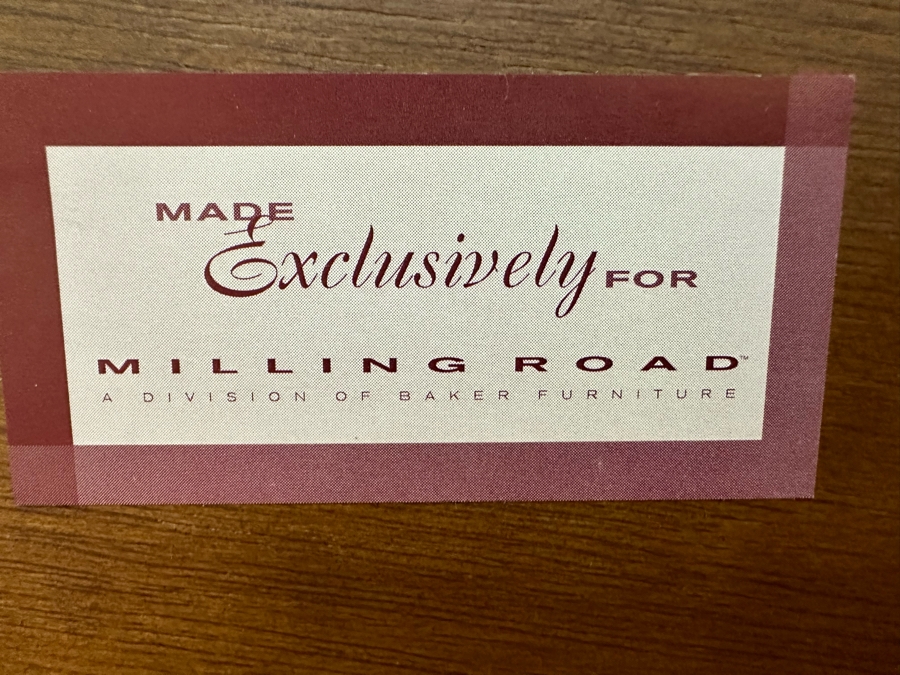 MADE
Exclusively FOR
MILLING ROAD™
A DIVISION OF BAKER FURNITURE